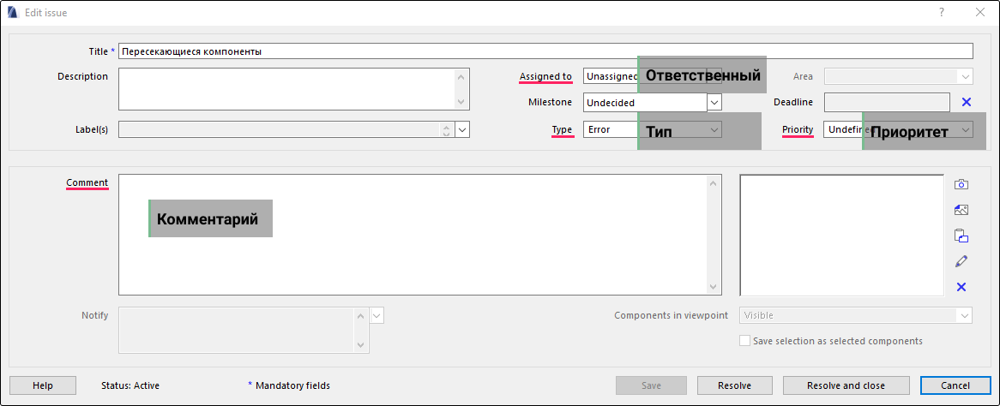 Edit issue
?
Title * Пересекающиеся компоненты
Description
Assigned to Unassigned Ответственный
Area
Milestone Undecided
Deadline
Label(s)
Type Error Тип
Priority Undefined Приоритет
Comment
Комментарий
Notify
Components in viewpoint Visible
Save selection as selected components
Help Status: Active * Mandatory fields Save Resolve Resolve and close Cancel